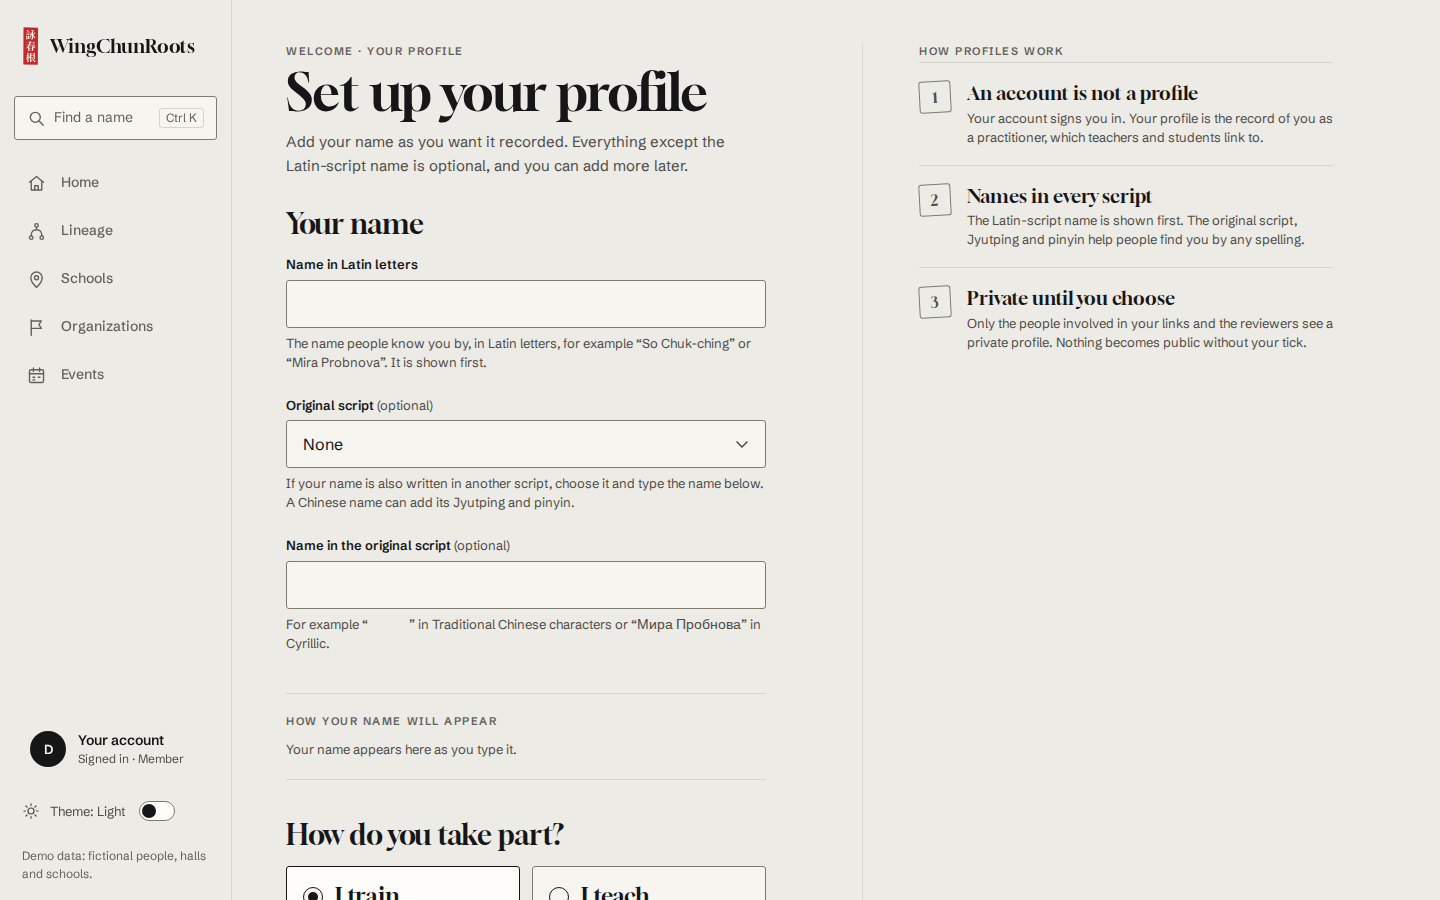 詠春根
WingChunRoots
Find a name
Ctrl K
Home
Lineage
Schools
Organizations
Events
D
Your account
Signed in · Member
Theme: Light
Demo data: fictional people, halls
and schools.
WELCOME · YOUR PROFILE
Set up your profile
Add your name as you want it recorded. Everything except the
Latin-script name is optional, and you can add more later.
Your name
Name in Latin letters
The name people know you by, in Latin letters, for example “So Chuk-ching” or
“Mira Probnova”. It is shown first.
Original script (optional)
None
If your name is also written in another script, choose it and type the name below.
A Chinese name can add its Jyutping and pinyin.
Name in the original script (optional)
For example “ ” in Traditional Chinese characters or “Мира Пробнова” in
Cyrillic.
HOW YOUR NAME WILL APPEAR
Your name appears here as you type it.
How do you take part?
I train
I teach
HOW PROFILES WORK
1
An account is not a profile
Your account signs you in. Your profile is the record of you as
a practitioner, which teachers and students link to.
2
Names in every script
The Latin-script name is shown first. The original script,
Jyutping and pinyin help people find you by any spelling.
3
Private until you choose
Only the people involved in your links and the reviewers see a
private profile. Nothing becomes public without your tick.